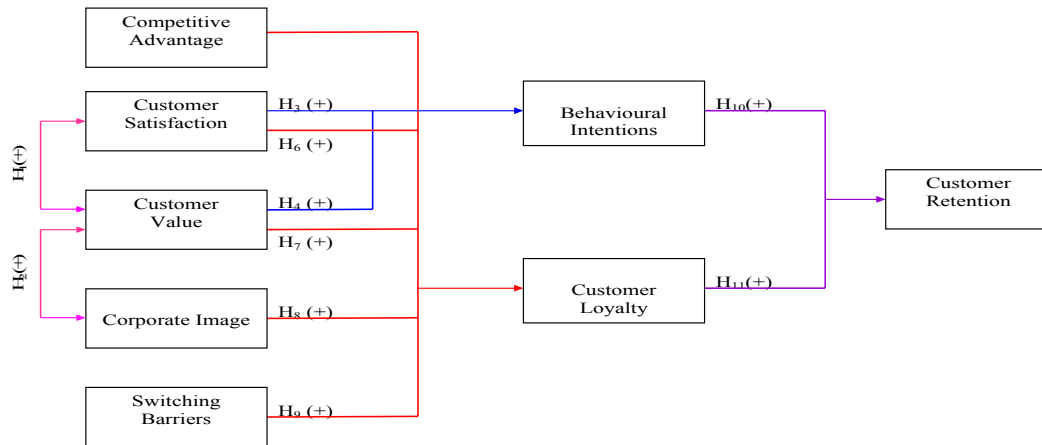 Competitive
Advantage
Customer
Satisfaction
H₃ (+)
H₆ (+)
H₁(+)
Customer
Value
H₄ (+)
H₇ (+)
H₂(+)
Corporate Image
H₈ (+)
Switching
Barriers
H₉ (+)
Behavioural
Intentions
H₁₀(+)
Customer
Loyalty
H₁₁(+)
Customer
Retention